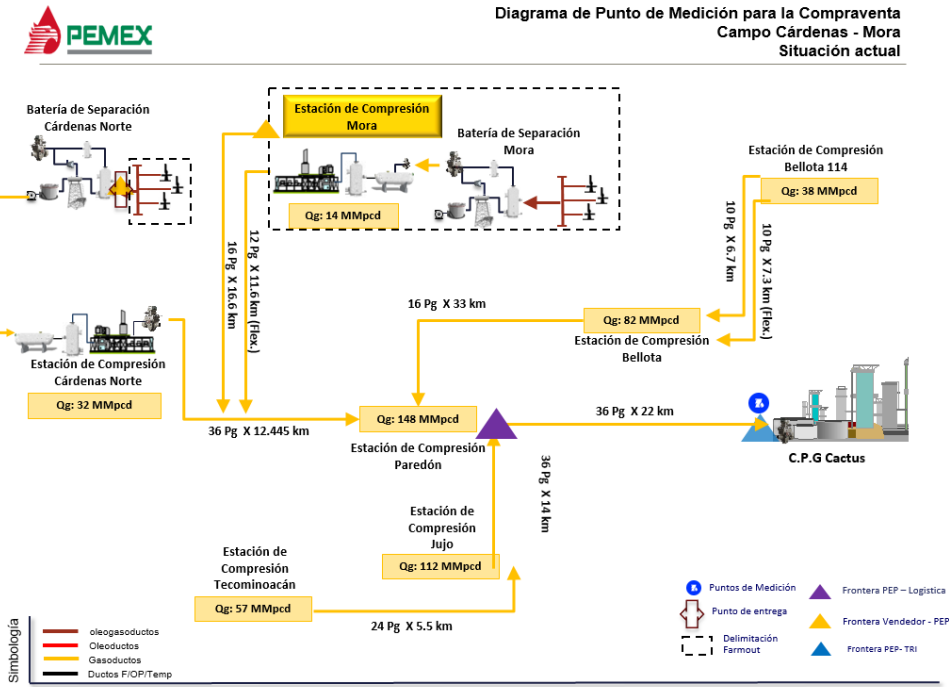 PEMEX
Diagrama de Punto de Medición para la Compraventa
Campo Cárdenas - Mora
Situación actual
Batería de Separación
Cárdenas Norte
Estación de Compresión
Mora
Batería de Separación
Mora
Qg: 14 MMpcd
Estación de Compresión
Bellota 114
Qg: 38 MMpcd
16 Pg X 16.6 km
12 Pg X 11.6 km (Flex.)
10 Pg X 6.7 km
10 Pg X 7.3 km (Flex.)
16 Pg X 33 km
Qg: 82 MMpcd
Estación de Compresión
Bellota
Estación de Compresión
Cárdenas Norte
Qg: 32 MMpcd
36 Pg X 12.445 km
Qg: 148 MMpcd
Estación de Compresión
Paredón
36 Pg X 22 km
C.P.G Cactus
36 Pg X 14 km
Estación de
Compresión
Jujo
Qg: 112 MMpcd
Estación de
Compresión
Tecominoacán
Qg: 57 MMpcd
24 Pg X 5.5 km
Simbología
oleogasoductos
Oleoductos
Gasoductos
Ductos F/OP/Temp
Puntos de Medición
Punto de entrega
Delimitación
Farmout
Frontera PEP – Logistica
Frontera Vendedor - PEP
Frontera PEP- TRI